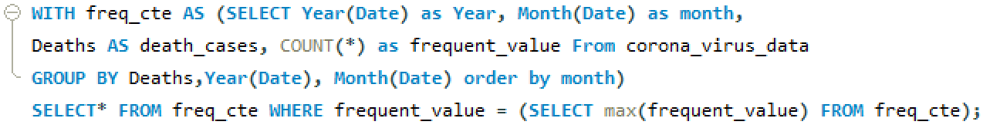 WITH freq_cte AS (SELECT Year(Date) as Year, Month(Date) as month,
Deaths AS death_cases, COUNT(*) as frequent_value From corona_virus_data
GROUP BY Deaths,Year(Date), Month(Date) order by month)
SELECT* FROM freq_cte WHERE frequent_value = (SELECT max(frequent_value) FROM freq_cte);